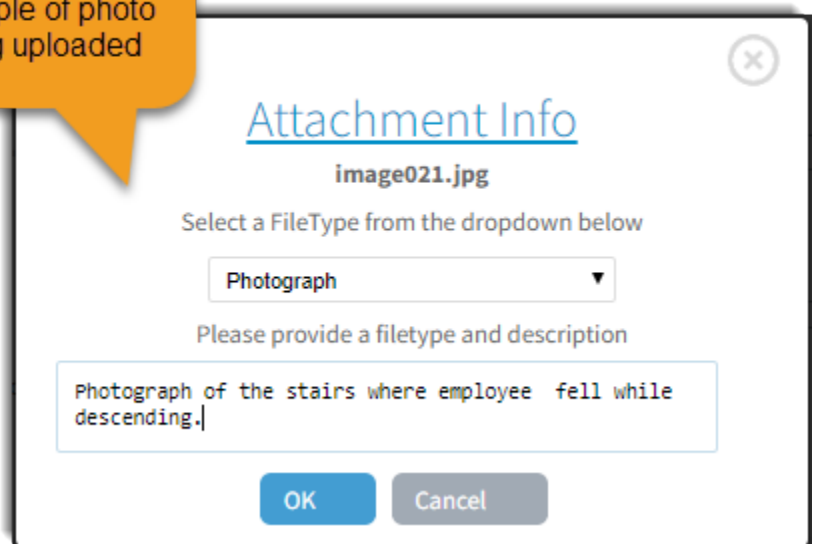 of photo
uploaded
Attachment Info
image021.jpg
Select a FileType from the dropdown below
Photograph
Please provide a filetype and description
Photograph of the stairs where employee  fell while
descending.
OK
Cancel